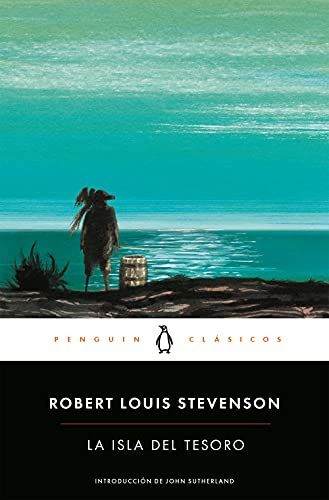 PENGUIN CLÁSICOS
ROBERT LOUIS STEVENSON
LA ISLA DEL TESORO
INTRODUCCIÓN DE JOHN SUTHERLAND